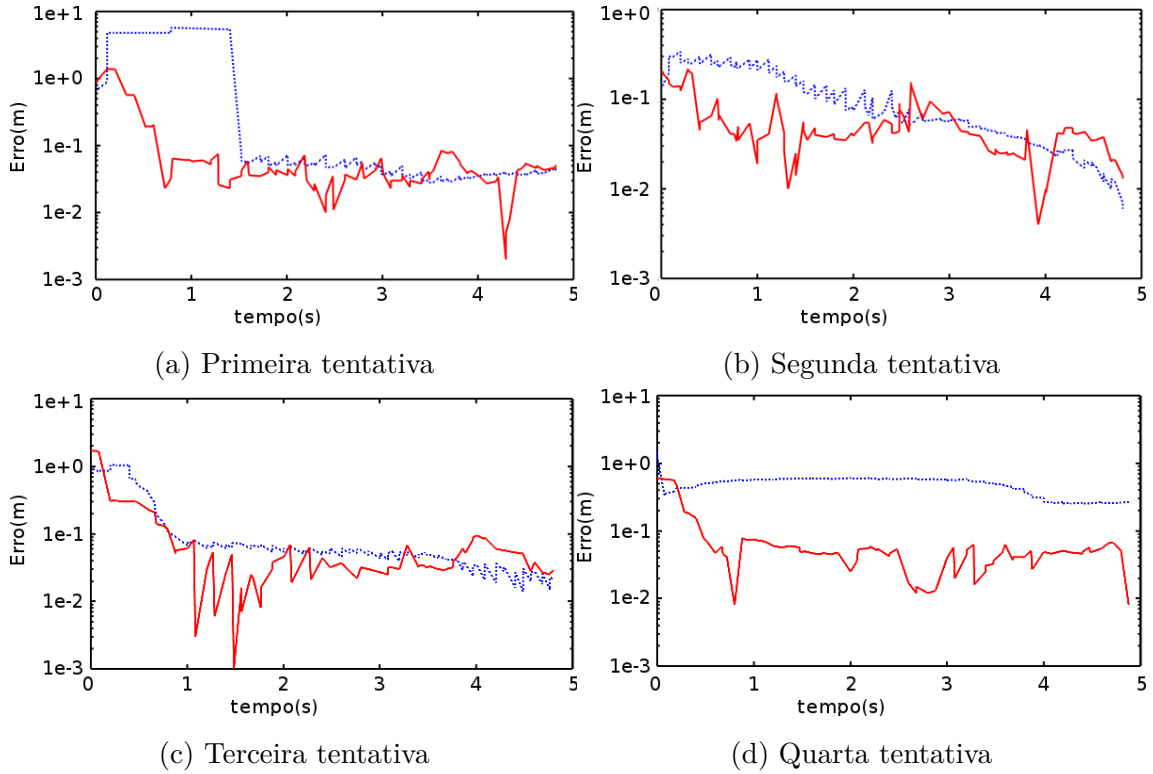 1e+1
1e+0
1e-1
1e-2
1e-3
Erro(m)
0 1 2 3 4 5
tempo(s)
(a) Primeira tentativa
1e+0
1e-1
1e-2
1e-3
Erro(m)
0 1 2 3 4 5
tempo(s)
(b) Segunda tentativa
1e+1
1e+0
1e-1
1e-2
1e-3
Erro(m)
0 1 2 3 4 5
tempo(s)
(c) Terceira tentativa
1e+1
1e+0
1e-1
1e-2
1e-3
Erro(m)
0 1 2 3 4 5
tempo(s)
(d) Quarta tentativa